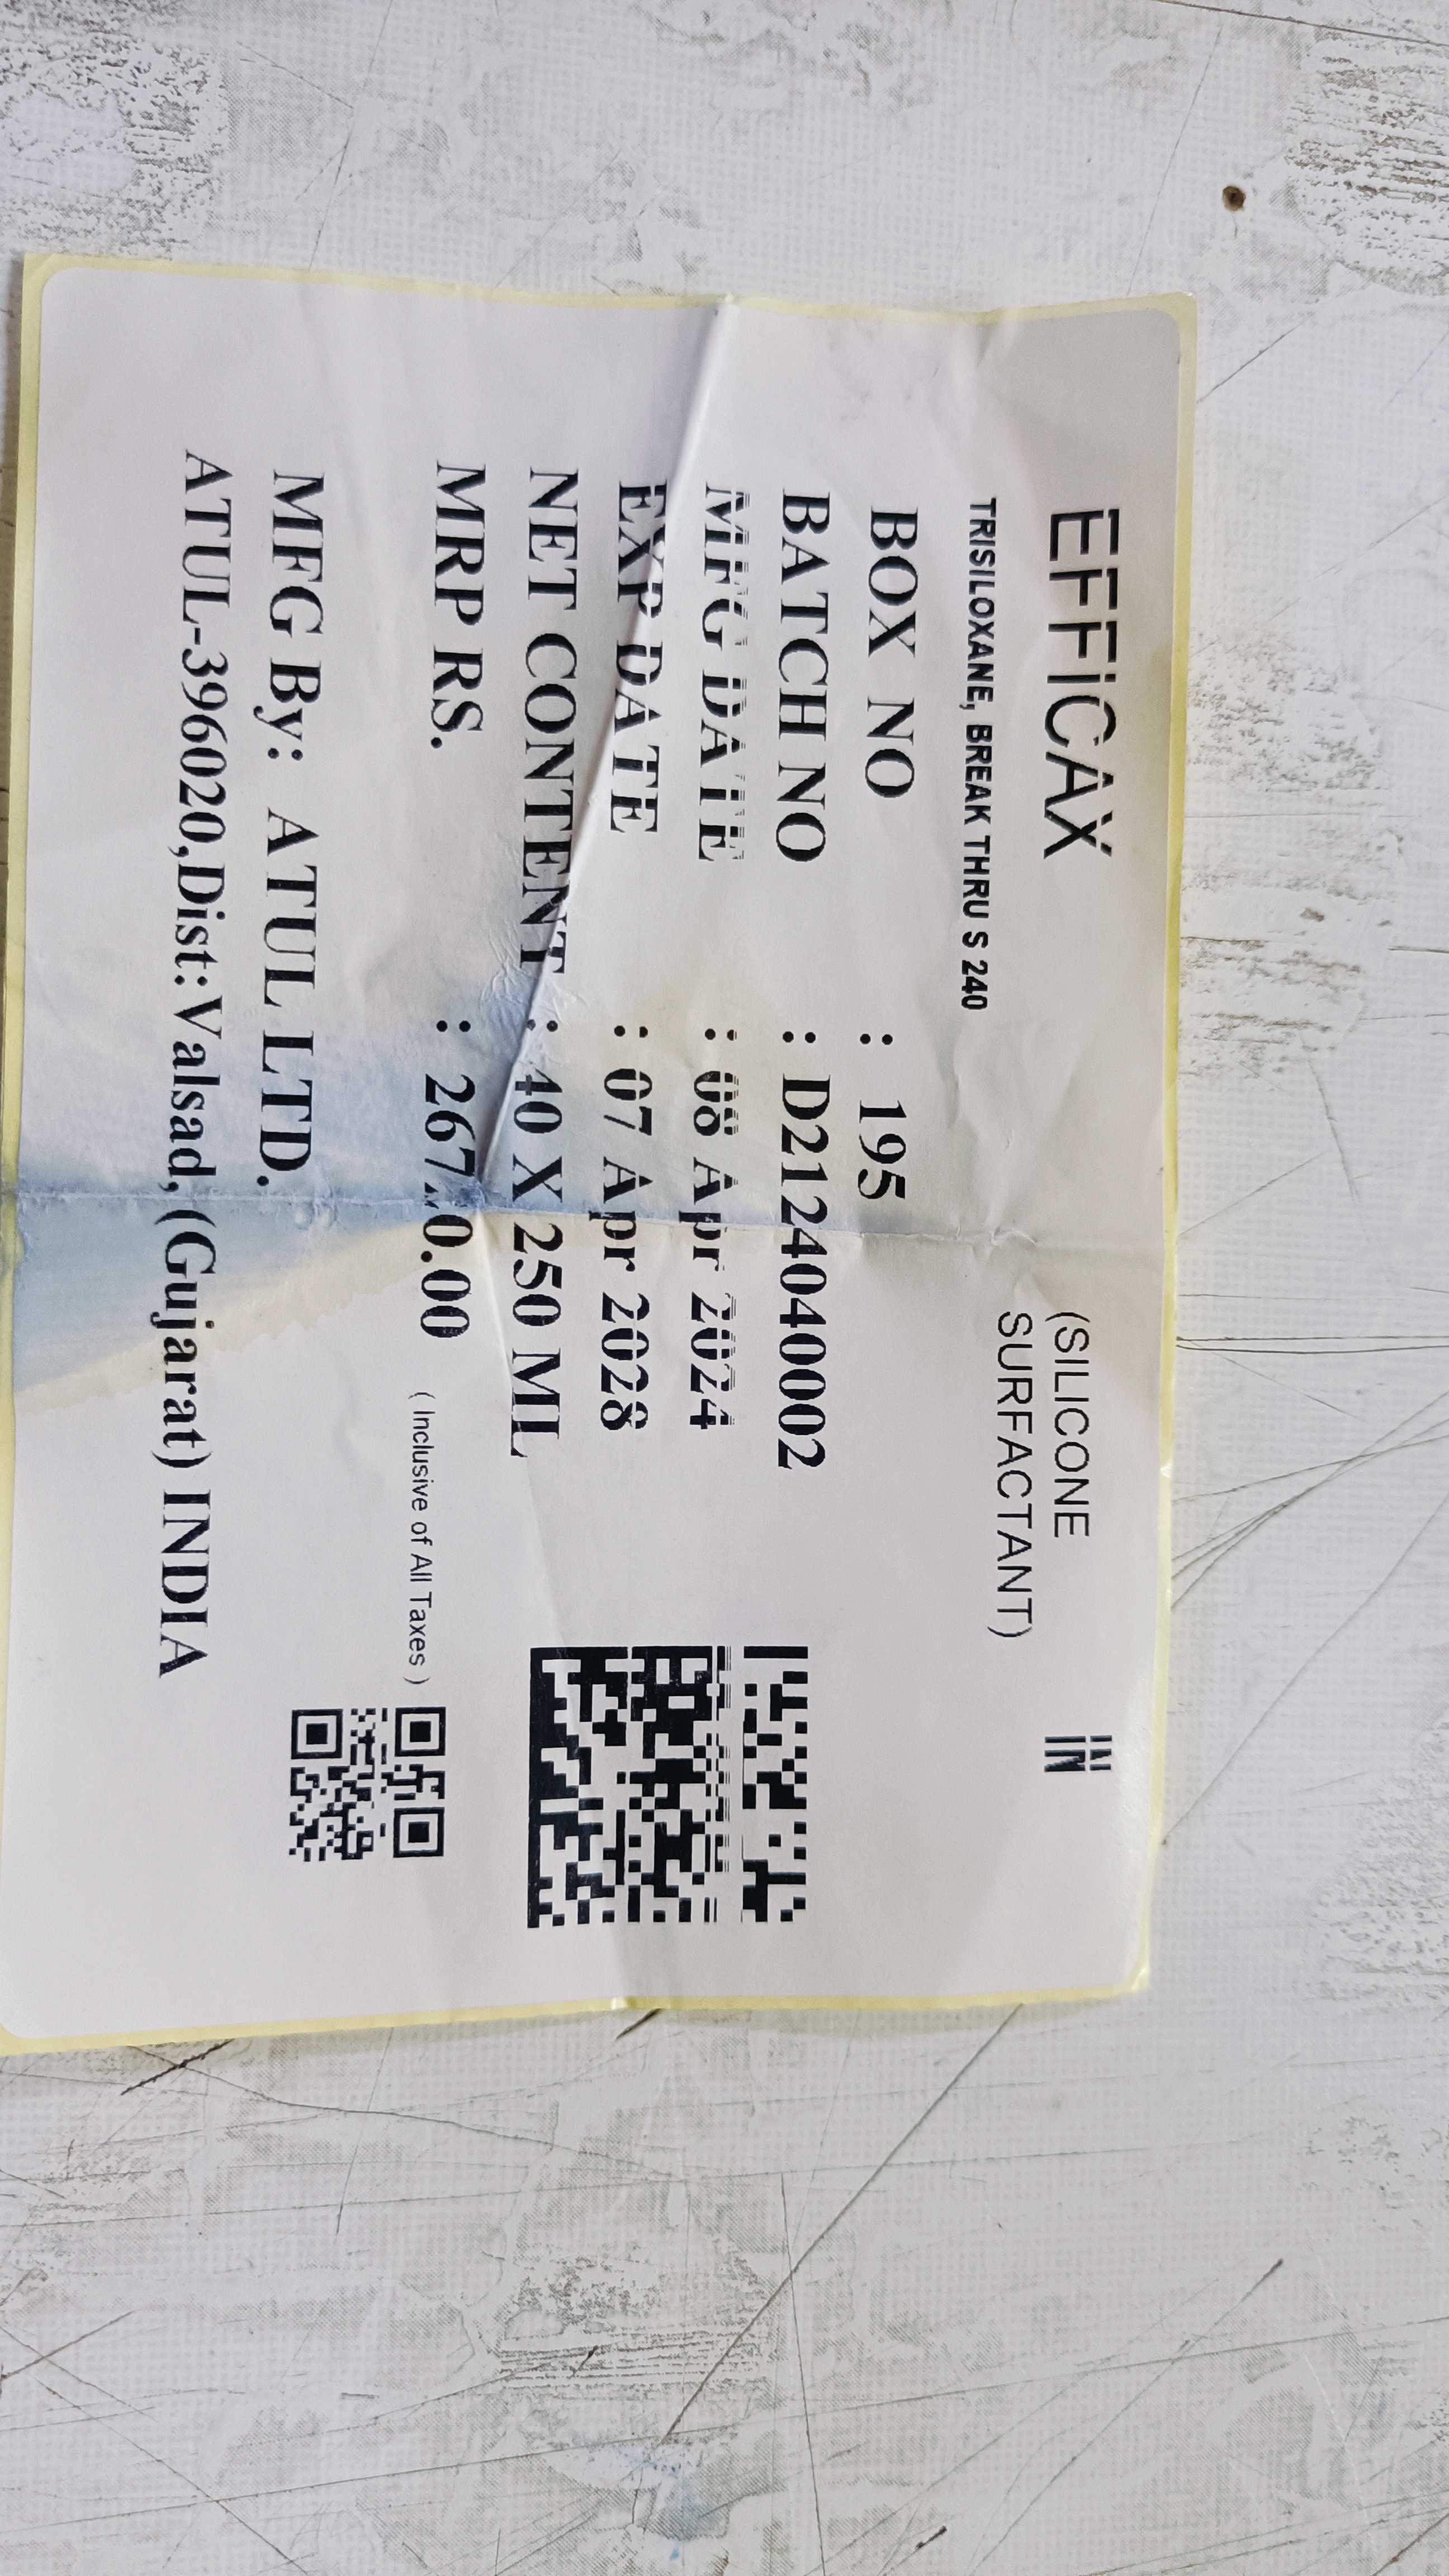 EFFiCAX
(SILICONE
SURFACTANT)
IN
TRISILOXANE, BREAK THRU S 240
BOX NO : 195
BATCH NO : D212404002
MFG DATE : 08 Apr 2024
EXP DATE : 07 Apr 2028
NET CONTENT : 40 X 250 ML
MRP RS. : ( Inclusive of All Taxes )
MFG By: ATUL LTD.
ATUL-396020,Dist:Valsad,(Gujarat) INDIA